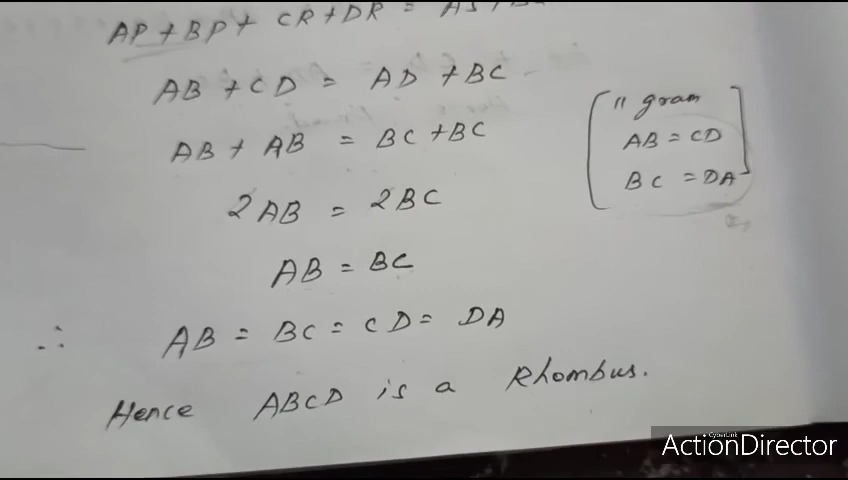 AP + BP + CR + DR =
AB + CD = AD + BC
AB + AB = BC + BC
2AB = 2BC
AB = BC
∴ AB = BC = CD = DA
Hence ABCD is a Rhombus.
[ || gram
AB = CD
BC = DA ]
CyberLink
ActionDirector